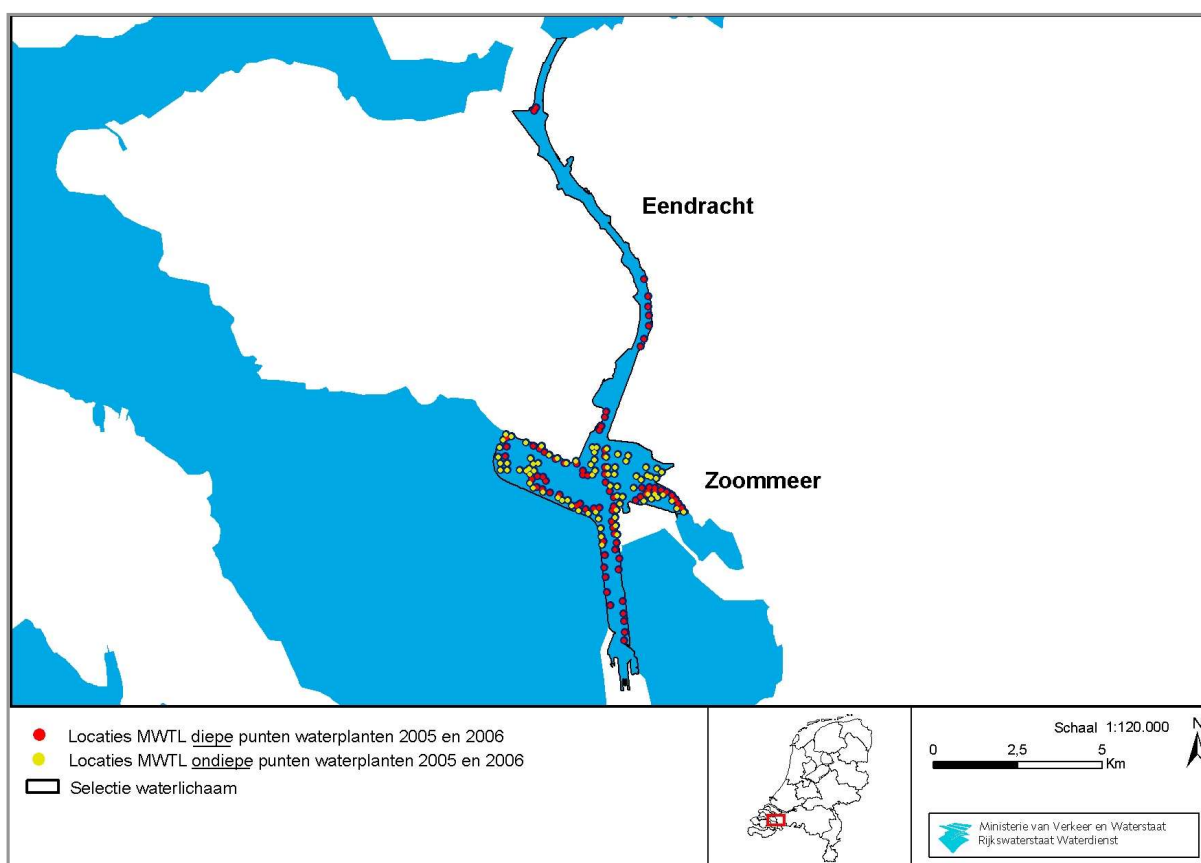 Eendracht
Zoommeer
Locaties MWTL diepe punten waterplanten 2005 en 2006
Locaties MWTL ondiepe punten waterplanten 2005 en 2006
Selectie waterlichaam
Schaal 1:120.000
0 2,5 5
Km
N
Ministerie van Verkeer en Waterstaat
Rijkswaterstaat Waterdienst